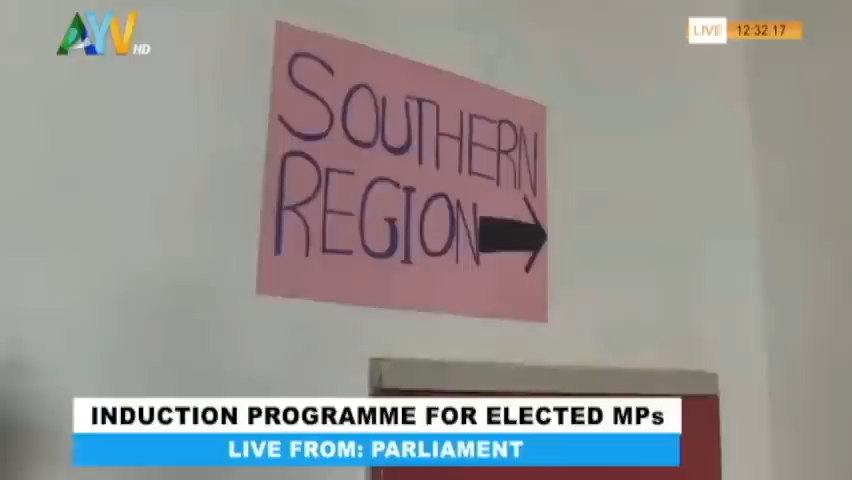 AYV HD
LIVE 12:32.17
SOUTHERN
REGION
INDUCTION PROGRAMME FOR ELECTED MPs
LIVE FROM: PARLIAMENT